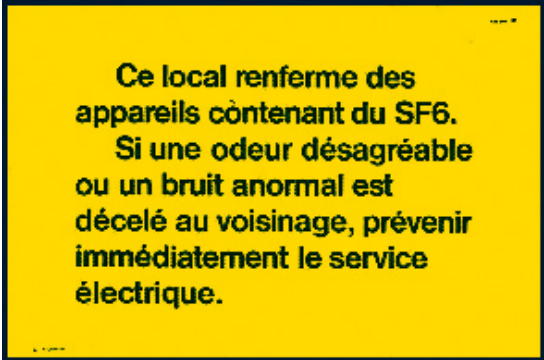 Ce local renferme des
appareils contenant du SF6.
Si une odeur désagréable
ou un bruit anormal est
décelé au voisinage, prévenir
immédiatement le service
électrique.